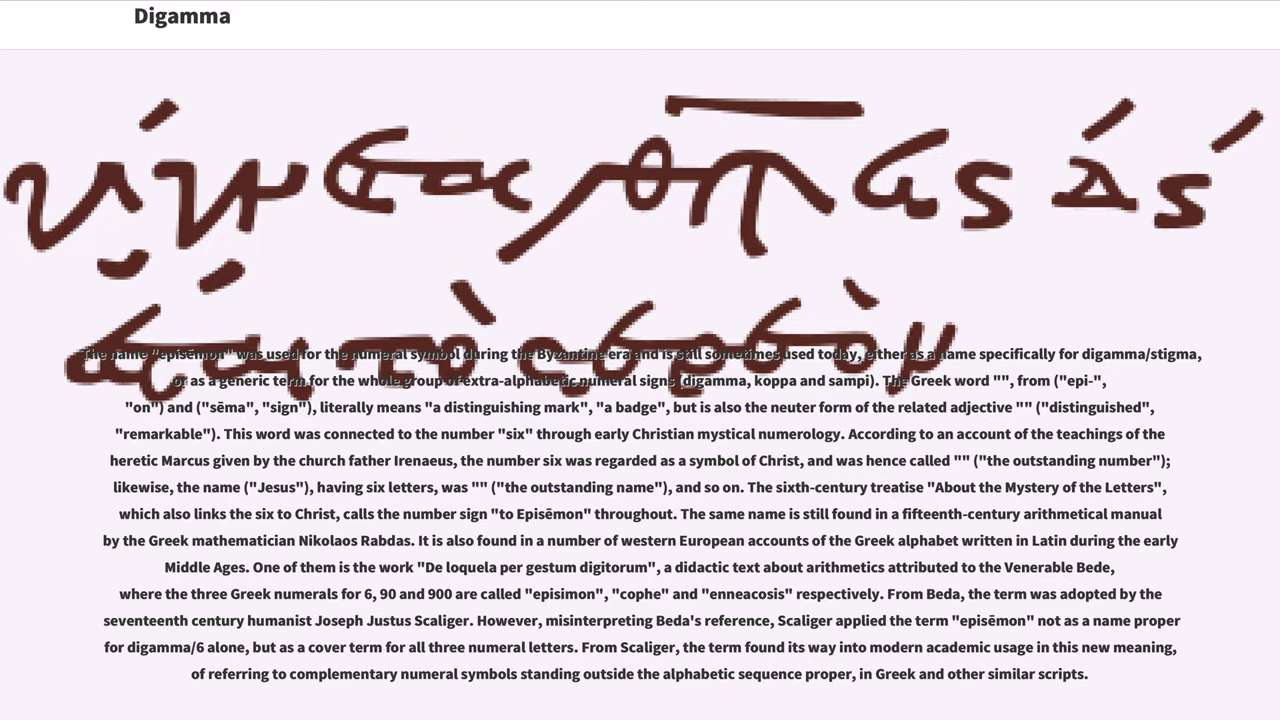 Digamma
The name "episēmon" was used for the numeral symbol during the Byzantine era and is still sometimes used today, either as a name specifically for digamma/stigma,
or as a generic term for the whole group of extra-alphabetic numeral signs (digamma, koppa and sampi). The Greek word "", from ("epi-",
"on") and ("sēma", "sign"), literally means "a distinguishing mark", "a badge", but is also the neuter form of the related adjective "" ("distinguished",
"remarkable"). This word was connected to the number "six" through early Christian mystical numerology. According to an account of the teachings of the
heretic Marcus given by the church father Irenaeus, the number six was regarded as a symbol of Christ, and was hence called "" ("the outstanding number");
likewise, the name ("Jesus"), having six letters, was "" ("the outstanding name"), and so on. The sixth-century treatise "About the Mystery of the Letters",
which also links the six to Christ, calls the number sign "to Episēmon" throughout. The same name is still found in a fifteenth-century arithmetical manual
by the Greek mathematician Nikolaos Rabdas. It is also found in a number of western European accounts of the Greek alphabet written in Latin during the early
Middle Ages. One of them is the work "De loquela per gestum digitorum", a didactic text about arithmetics attributed to the Venerable Bede,
where the three Greek numerals for 6, 90 and 900 are called "episimon", "cophe" and "enneacosis" respectively. From Beda, the term was adopted by the
seventeenth century humanist Joseph Justus Scaliger. However, misinterpreting Beda's reference, Scaliger applied the term "episēmon" not as a name proper
for digamma/6 alone, but as a cover term for all three numeral letters. From Scaliger, the term found its way into modern academic usage in this new meaning,
of referring to complementary numeral symbols standing outside the alphabetic sequence proper, in Greek and other similar scripts.